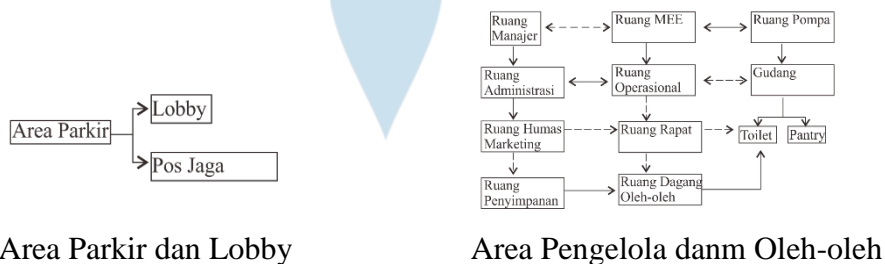 Area Parkir
Lobby
Pos Jaga
Area Parkir dan Lobby
Ruang
Manajer
Ruang MEE
Ruang Pompa
Ruang
Administrasi
Ruang
Operasional
Gudang
Ruang Humas
Marketing
Ruang Rapat
Toilet
Pantry
Ruang
Penyimpanan
Ruang Dagang
Oleh-oleh
Area Pengelola danm Oleh-oleh